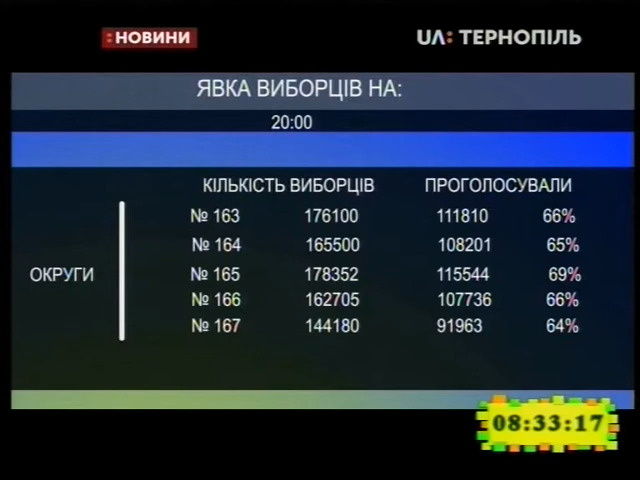 :НОВИНИ
UA: ТЕРНОПІЛЬ
ЯВКА ВИБОРЦІВ НА:
20:00
КІЛЬКІСТЬ ВИБОРЦІВ ПРОГОЛОСУВАЛИ
№ 163 176100 111810 66%
№ 164 165500 108201 65%
ОКРУГИ № 165 178352 115544 69%
№ 166 162705 107736 66%
№ 167 144180 91963 64%
08:33:17